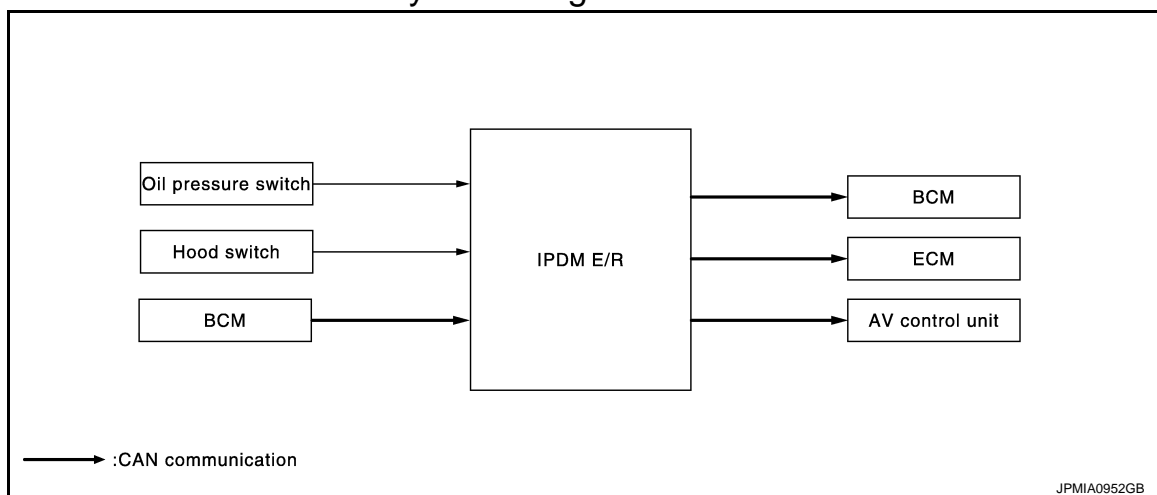 Oil pressure switch
Hood switch
BCM
IPDM E/R
BCM
ECM
AV control unit
:CAN communication
JPMIA0952GB